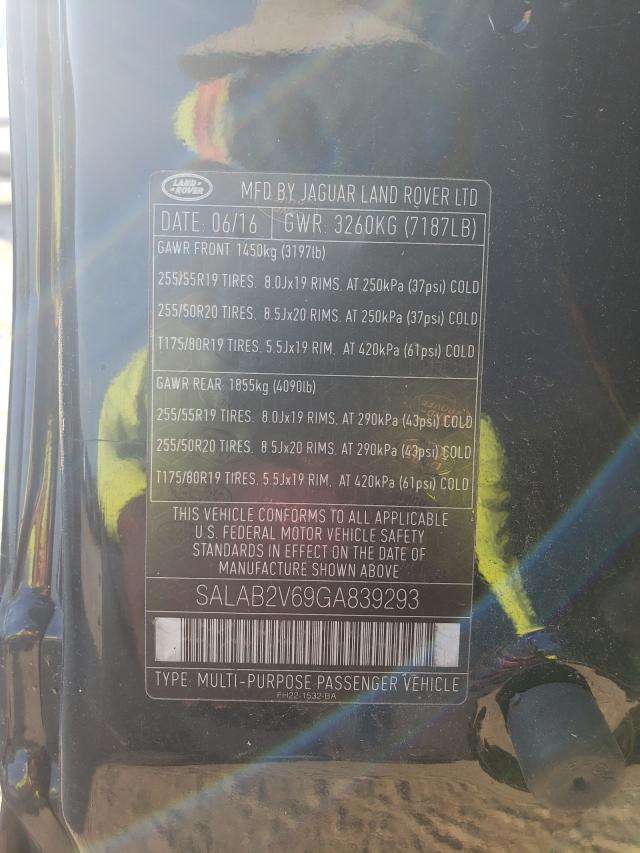 LAND ROVER
MFD BY JAGUAR LAND ROVER LTD
DATE: 06/16 GWR: 3260KG (7187LB)
GAWR FRONT: 1450kg (3197lb)
255/55R19 TIRES. 8.0Jx19 RIMS. AT 250kPa (37psi) COLD
255/50R20 TIRES. 8.5Jx20 RIMS. AT 250kPa (37psi) COLD
T175/80R19 TIRES. 5.5Jx19 RIM. AT 420kPa (61psi) COLD
GAWR REAR: 1855kg (4090lb)
255/55R19 TIRES. 8.0Jx19 RIMS. AT 290kPa (43psi) COLD
255/50R20 TIRES. 8.5Jx20 RIMS. AT 290kPa (43psi) COLD
T175/80R19 TIRES. 5.5Jx19 RIM. AT 420kPa (61psi) COLD
THIS VEHICLE CONFORMS TO ALL APPLICABLE
U.S. FEDERAL MOTOR VEHICLE SAFETY
STANDARDS IN EFFECT ON THE DATE OF
MANUFACTURE SHOWN ABOVE.
SALAB2V69GA839293
TYPE: MULTI-PURPOSE PASSENGER VEHICLE
FH22-1532-BA